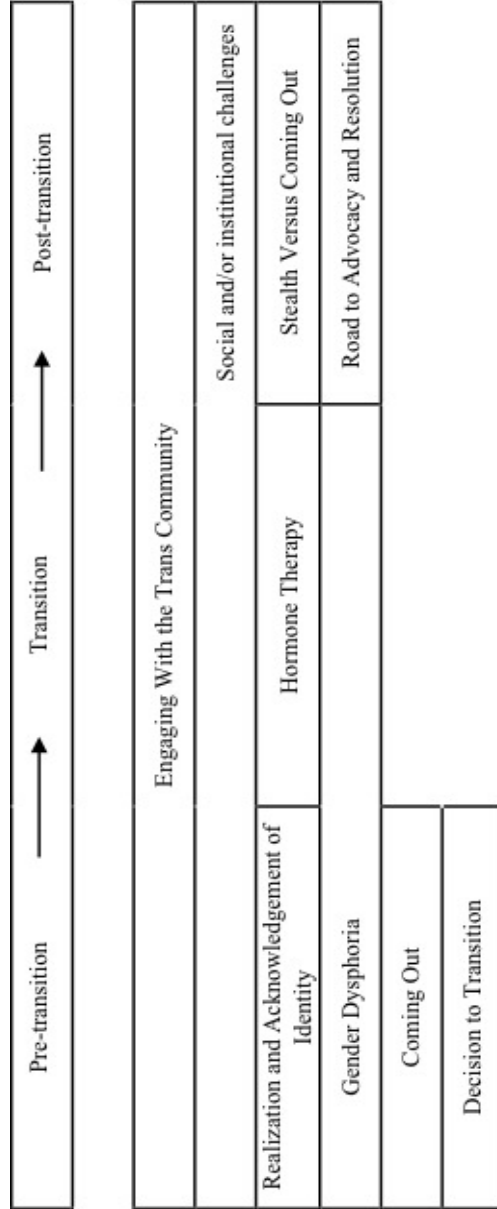 Pre-transition Transition Post-transition
Engaging With the Trans Community
Social and/or institutional challenges
Realization and Acknowledgement of
Identity
Hormone Therapy
Stealth Versus Coming Out
Gender Dysphoria
Road to Advocacy and Resolution
Coming Out
Decision to Transition